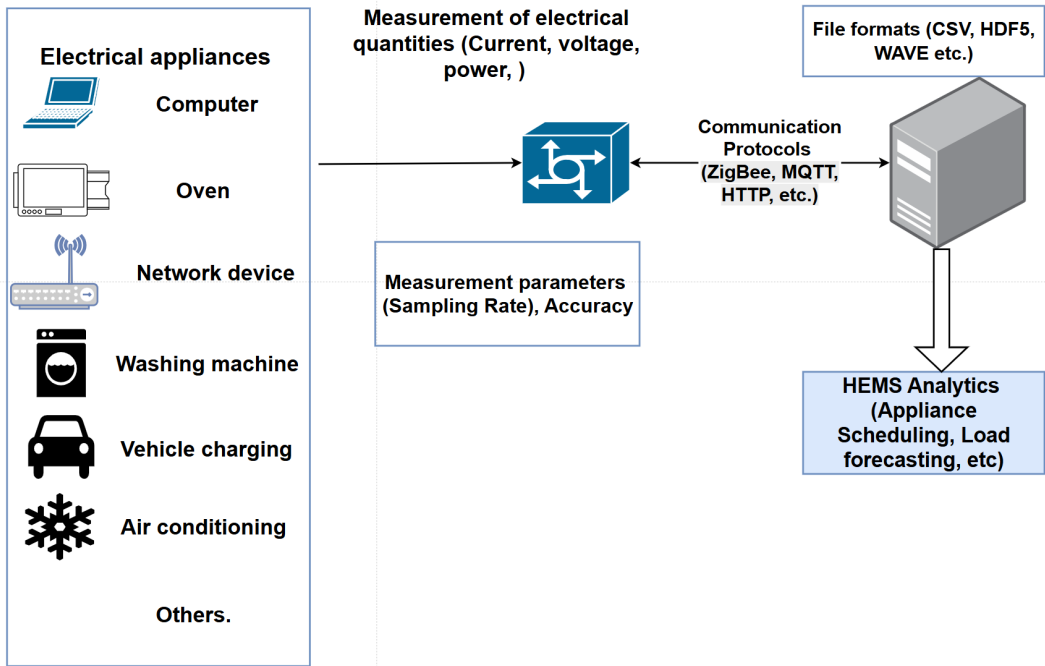 Electrical appliances
Computer
Oven
Network device
Washing machine
Vehicle charging
Air conditioning
Others.
Measurement of electrical
quantities (Current, voltage,
power, )
Measurement parameters
(Sampling Rate), Accuracy
Communication
Protocols
(ZigBee, MQTT,
HTTP, etc.)
File formats (CSV, HDF5,
WAVE etc.)
HEMS Analytics
(Appliance
Scheduling, Load
forecasting, etc)